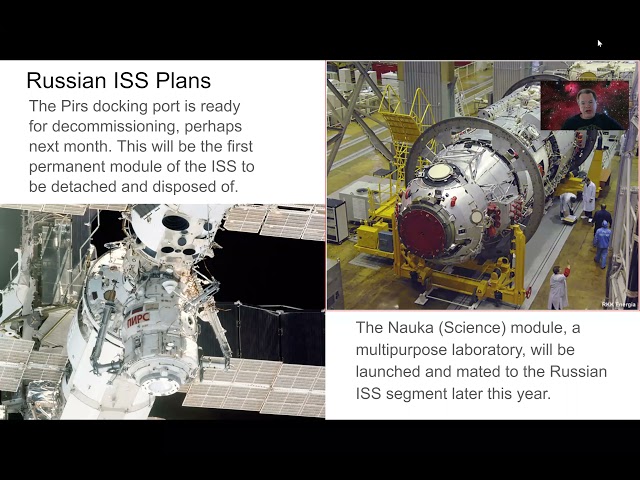 Russian ISS Plans
The Pirs docking port is ready
for decommissioning, perhaps
next month. This will be the first
permanent module of the ISS to
be detached and disposed of.
ПИРС
RKK Energia
The Nauka (Science) module, a
multipurpose laboratory, will be
launched and mated to the Russian
ISS segment later this year.